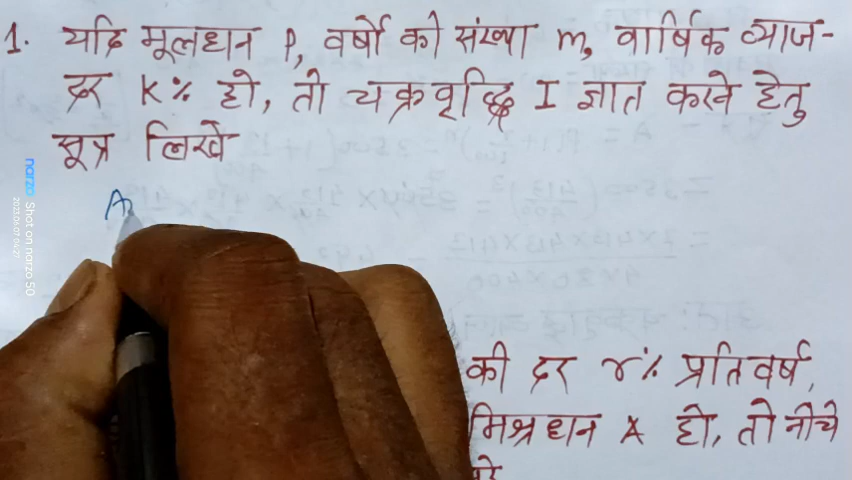 1. यदि मूलधन P, वर्षों की संख्या m, वार्षिक व्याज-
दर K% हो, तो चक्रवृद्धि I ज्ञात करने हेतु
सूत्र लिखें
A
की दर r% प्रतिवर्ष,
मिश्रधन A हो, तो नीचे
narzo Shot on narzo 50